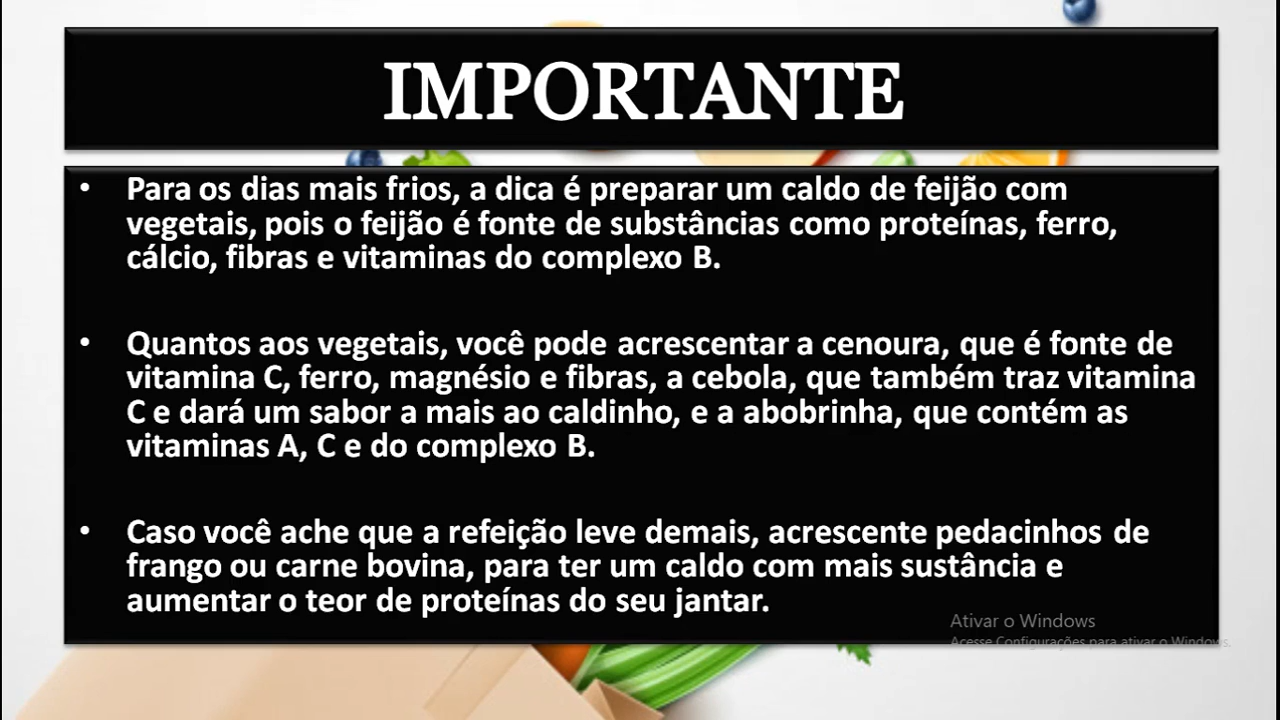 IMPORTANTE
• Para os dias mais frios, a dica é preparar um caldo de feijão com
vegetais, pois o feijão é fonte de substâncias como proteínas, ferro,
cálcio, fibras e vitaminas do complexo B.
• Quantos aos vegetais, você pode acrescentar a cenoura, que é fonte de
vitamina C, ferro, magnésio e fibras, a cebola, que também traz vitamina
C e dará um sabor a mais ao caldinho, e a abobrinha, que contém as
vitaminas A, C e do complexo B.
• Caso você ache que a refeição leve demais, acrescente pedacinhos de
frango ou carne bovina, para ter um caldo com mais sustância e
aumentar o teor de proteínas do seu jantar.
Ativar o Windows
Acesse Configurações para ativar o Windows.